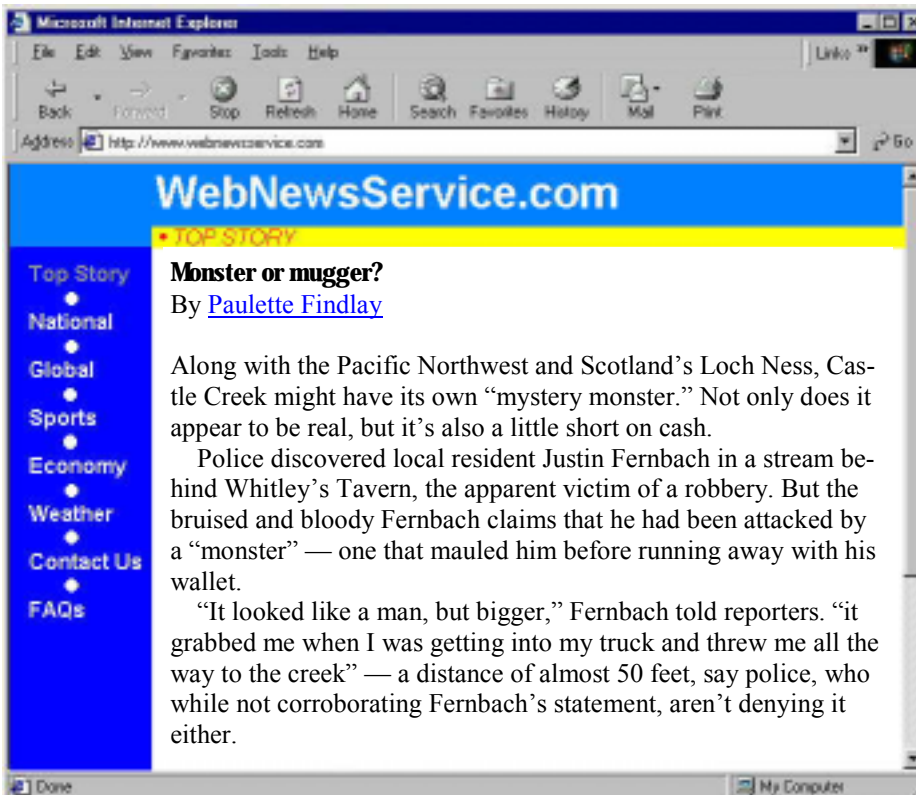 Microsoft Internet Explorer
File Edit View Favorites Tools Help Links »
Back Forward Stop Refresh Home Search Favorites History Mail Print
Address http://www.webnewsservice.com Go
WebNewsService.com
• TOP STORY
Top Story
National
Global
Sports
Economy
Weather
Contact Us
FAQs
Monster or mugger?
By Paulette Findlay
Along with the Pacific Northwest and Scotland’s Loch Ness, Cas-
tle Creek might have its own “mystery monster.” Not only does it
appear to be real, but it’s also a little short on cash.
Police discovered local resident Justin Fernbach in a stream be-
hind Whitley’s Tavern, the apparent victim of a robbery. But the
bruised and bloody Fernbach claims that he had been attacked by
a “monster” — one that mauled him before running away with his
wallet.
“It looked like a man, but bigger,” Fernbach told reporters. “it
grabbed me when I was getting into my truck and threw me all the
way to the creek” — a distance of almost 50 feet, say police, who
while not corroborating Fernbach’s statement, aren’t denying it
either.
Done My Computer